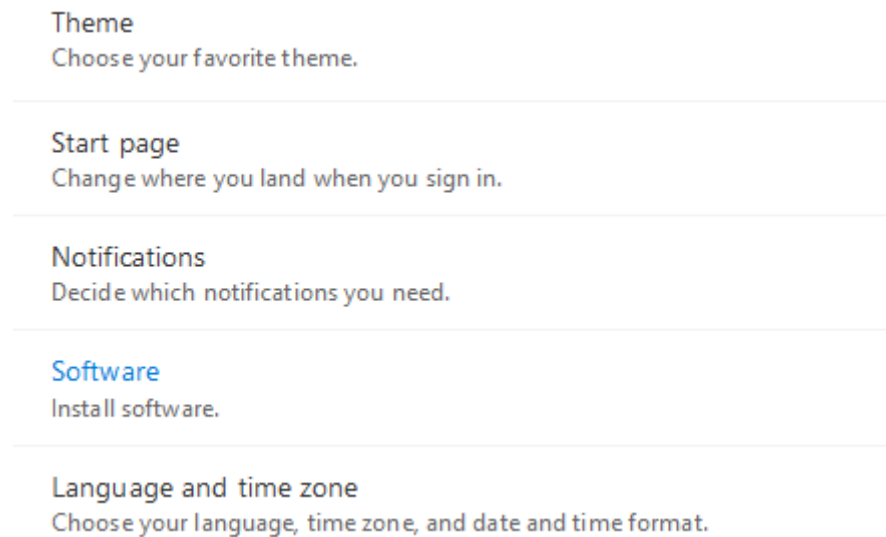 Theme
Choose your favorite theme.
Start page
Change where you land when you sign in.
Notifications
Decide which notifications you need.
Software
Install software.
Language and time zone
Choose your language, time zone, and date and time format.